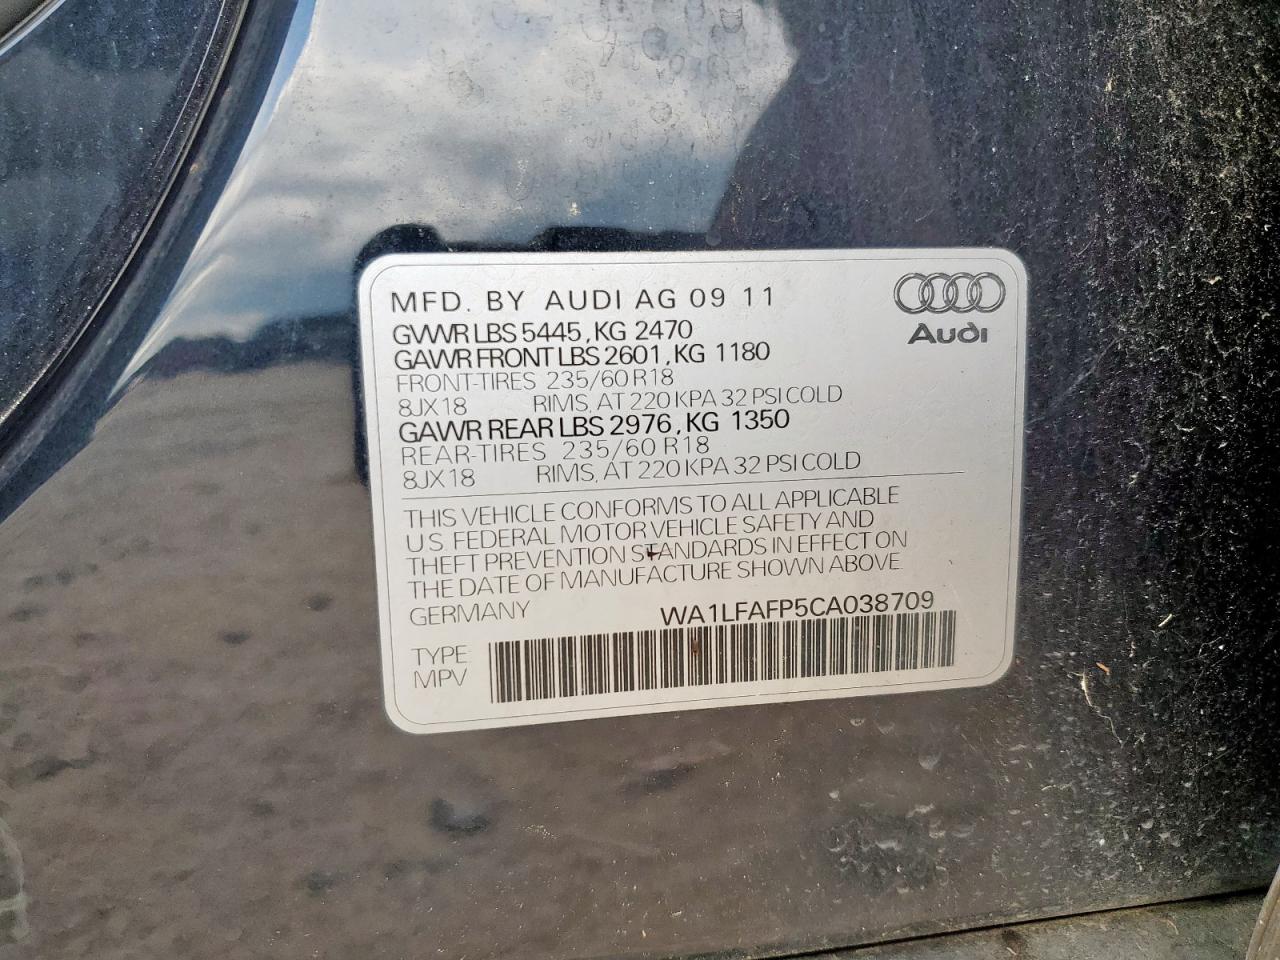 MFD. BY AUDI AG 09 11
Audi
GVWR LBS 5445, KG 2470
GAWR FRONT LBS 2601, KG 1180
FRONT-TIRES 235/60 R18
8JX18 RIMS, AT 220 KPA 32 PSI COLD
GAWR REAR LBS 2976, KG 1350
REAR-TIRES 235/60 R18
8JX18 RIMS, AT 220 KPA 32 PSI COLD
THIS VEHICLE CONFORMS TO ALL APPLICABLE
U.S. FEDERAL MOTOR VEHICLE SAFETY AND
THEFT PREVENTION STANDARDS IN EFFECT ON
THE DATE OF MANUFACTURE SHOWN ABOVE
GERMANY WA1LFAFP5CA038709
TYPE
MPV